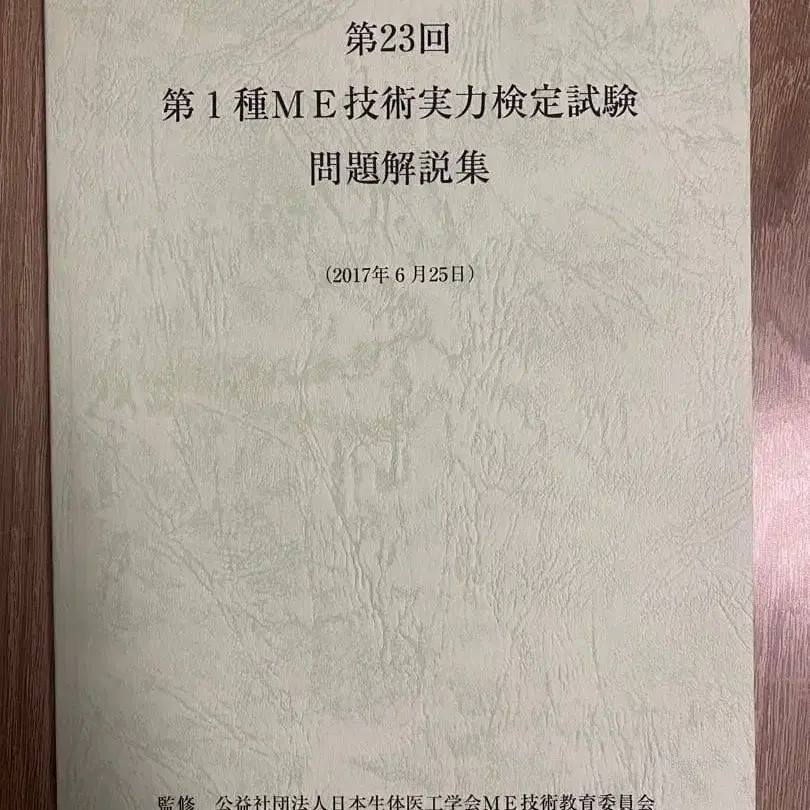 第23回
第１種ＭＥ技術実力検定試験
問題解説集
（2017年６月25日）
監修　公益社団法人日本生体医工学会ＭＥ技術教育委員会